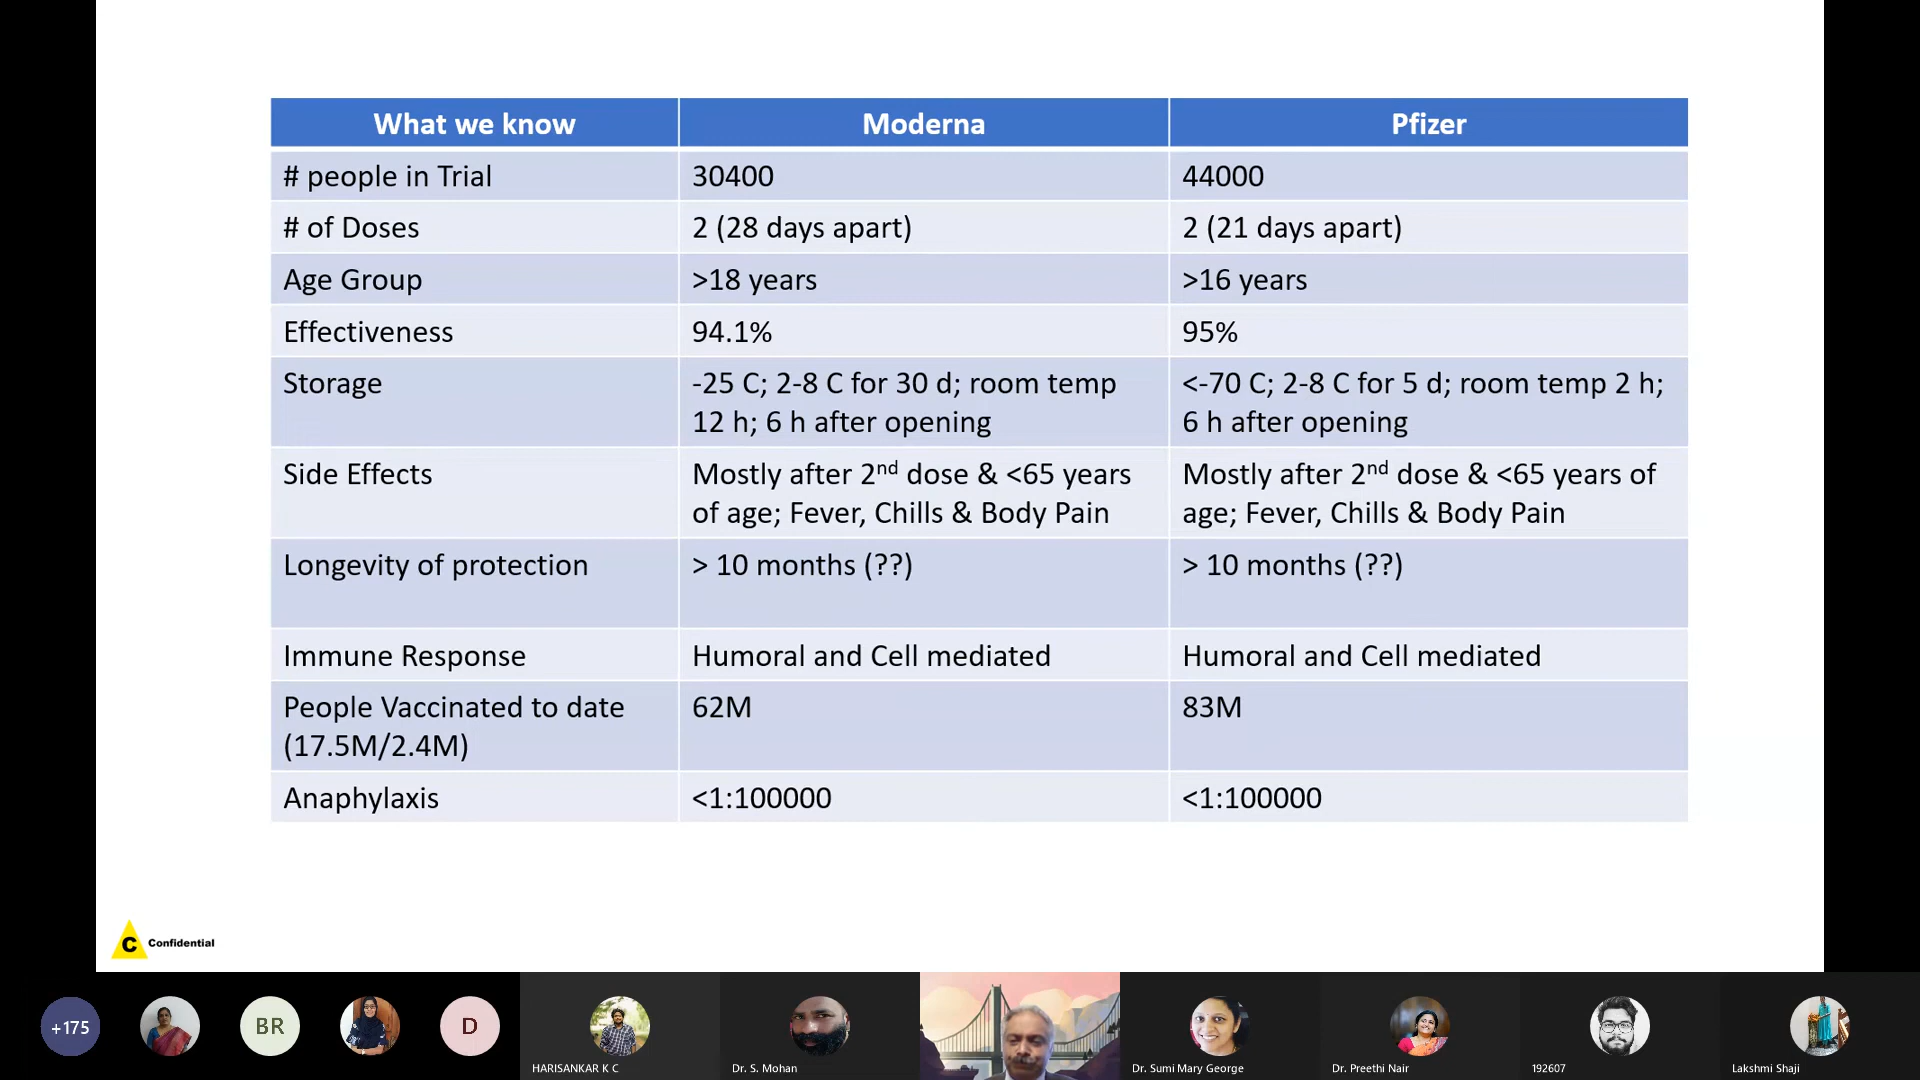 What we know Moderna Pfizer
# people in Trial 30400 44000
# of Doses 2 (28 days apart) 2 (21 days apart)
Age Group >18 years >16 years
Effectiveness 94.1% 95%
Storage -25 C; 2-8 C for 30 d; room temp <-70 C; 2-8 C for 5 d; room temp 2 h;
12 h; 6 h after opening 6 h after opening
Side Effects Mostly after 2nd dose & <65 years Mostly after 2nd dose & <65 years of
of age; Fever, Chills & Body Pain age; Fever, Chills & Body Pain
Longevity of protection > 10 months (??) > 10 months (??)
Immune Response Humoral and Cell mediated Humoral and Cell mediated
People Vaccinated to date 62M 83M
(17.5M/2.4M)
Anaphylaxis <1:100000 <1:100000
C Confidential
+175 BR D
HARISANKAR K C Dr. S. Mohan Dr. Sumi Mary George Dr. Preethi Nair 192607 Lakshmi Shaji